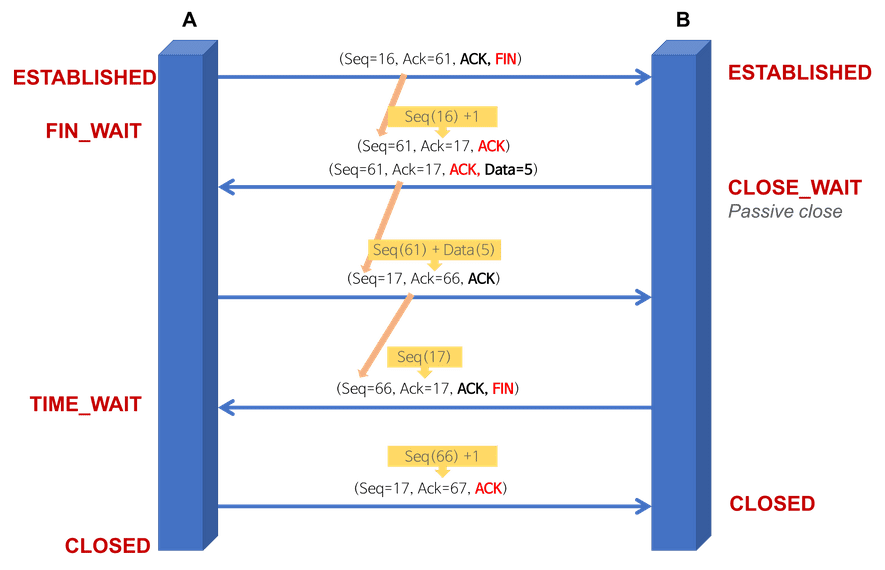 A
B
(Seq=16, Ack=61, ACK, FIN)
ESTABLISHED
ESTABLISHED
Seq(16) +1
FIN_WAIT
(Seq=61, Ack=17, ACK)
(Seq=61, Ack=17, ACK, Data=5)
CLOSE_WAIT
Passive close
Seq(61) + Data(5)
(Seq=17, Ack=66, ACK)
Seq(17)
(Seq=66, Ack=17, ACK, FIN)
TIME_WAIT
Seq(66) +1
(Seq=17, Ack=67, ACK)
CLOSED
CLOSED